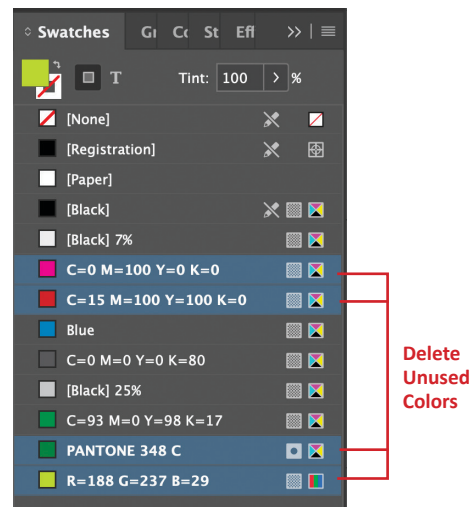 Swatches Gr Co St Eff
T Tint: 100 %
[None]
[Registration]
[Paper]
[Black]
[Black] 7%
C=0 M=100 Y=0 K=0
C=15 M=100 Y=100 K=0
Blue
C=0 M=0 Y=0 K=80
[Black] 25%
C=93 M=0 Y=98 K=17
PANTONE 348 C
R=188 G=237 B=29
Delete
Unused
Colors